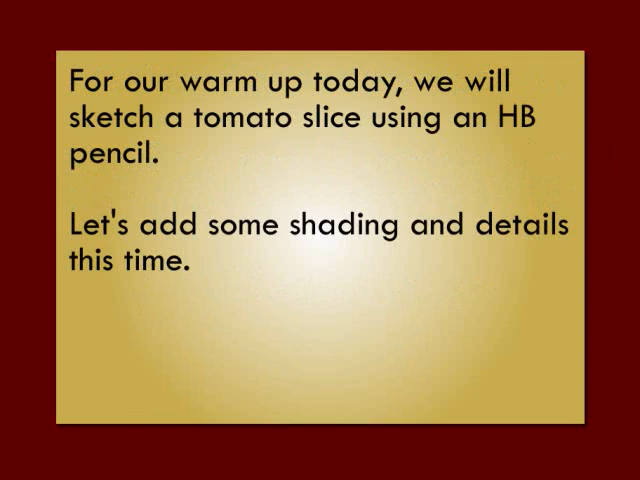 For our warm up today, we will
sketch a tomato slice using an HB
pencil.
Let's add some shading and details
this time.